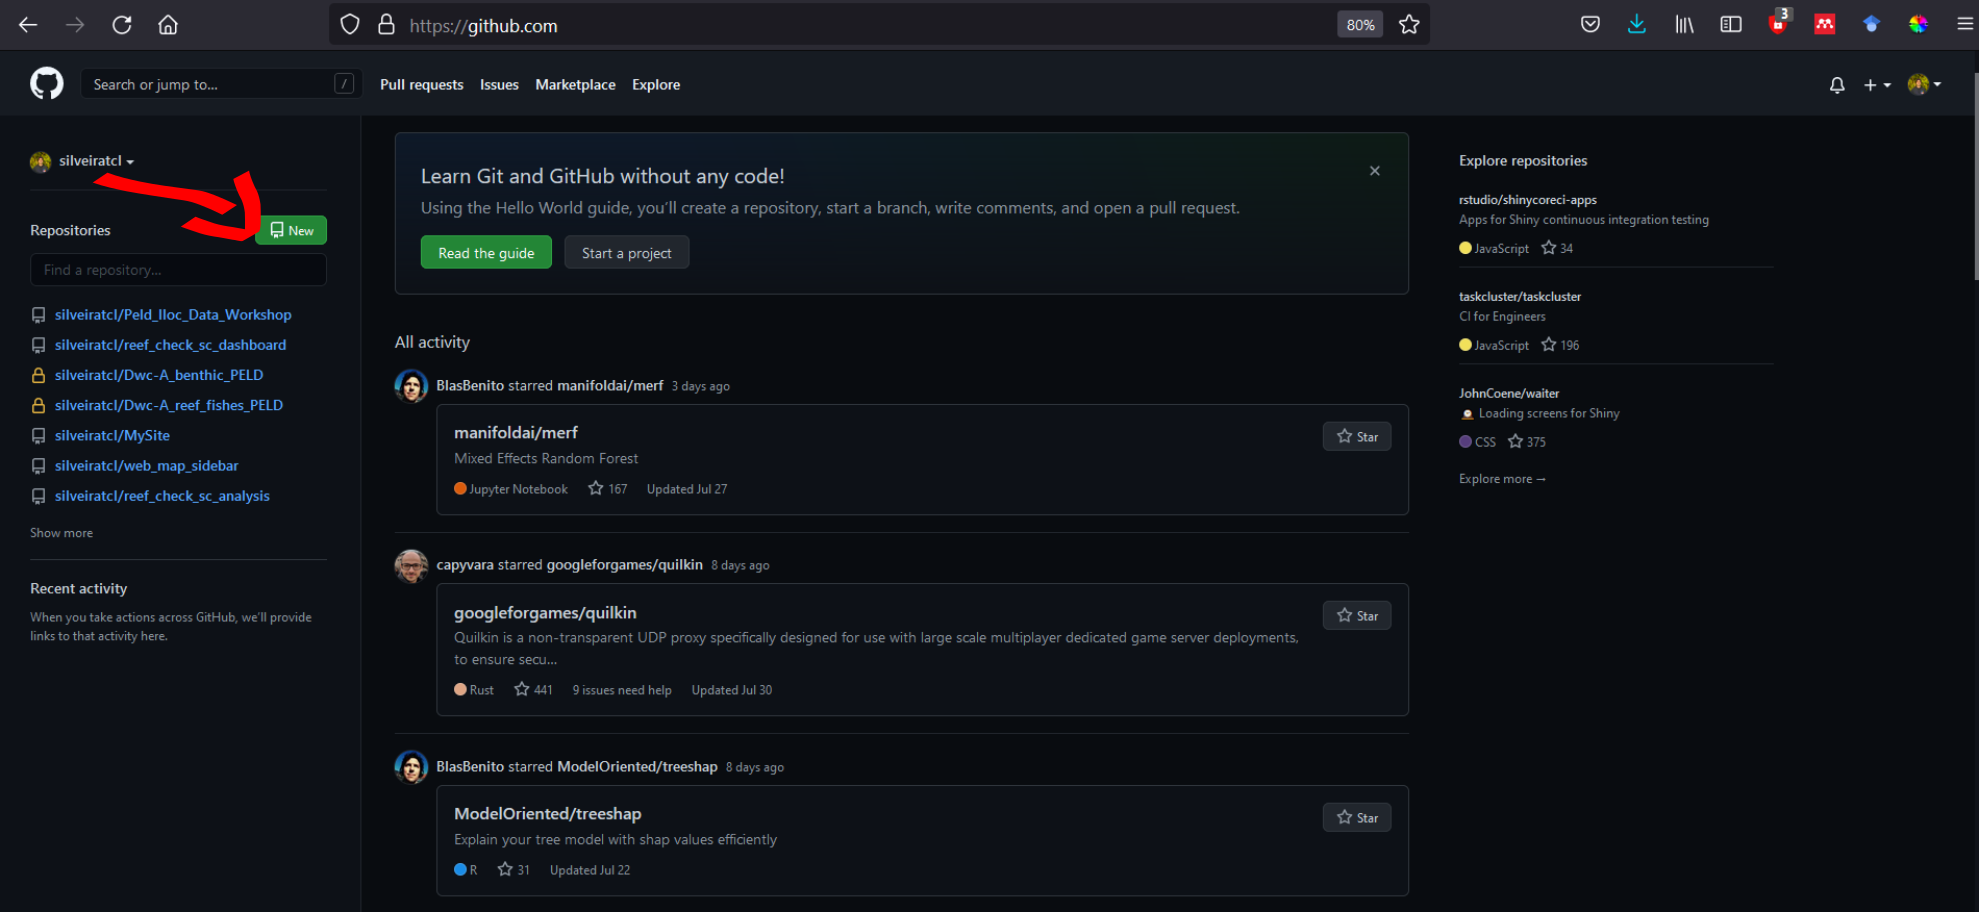 https://github.com
80%
3
Search or jump to...
/
Pull requests
Issues
Marketplace
Explore
silveiratcl
Repositories
New
Find a repository...
silveiratcl/Peld_Iloc_Data_Workshop
silveiratcl/reef_check_sc_dashboard
silveiratcl/Dwc-A_benthic_PELD
silveiratcl/Dwc-A_reef_fishes_PELD
silveiratcl/MySite
silveiratcl/web_map_sidebar
silveiratcl/reef_check_sc_analysis
Show more
Recent activity
When you take actions across GitHub, we'll provide
links to that activity here.
Learn Git and GitHub without any code!
Using the Hello World guide, you'll create a repository, start a branch, write comments, and open a pull request.
Read the guide
Start a project
All activity
BlasBenito starred manifoldai/merf 3 days ago
manifoldai/merf
Star
Mixed Effects Random Forest
Jupyter Notebook 167 Updated Jul 27
capyvara starred googleforgames/quilkin 8 days ago
googleforgames/quilkin
Star
Quilkin is a non-transparent UDP proxy specifically designed for use with large scale multiplayer dedicated game server deployments,
to ensure secu...
Rust 441 9 issues need help Updated Jul 30
BlasBenito starred ModelOriented/treeshap 8 days ago
ModelOriented/treeshap
Star
Explain your tree model with shap values efficiently
R 31 Updated Jul 22
Explore repositories
rstudio/shinycoreci-apps
Apps for Shiny continuous integration testing
JavaScript 34
taskcluster/taskcluster
CI for Engineers
JavaScript 196
JohnCoene/waiter
Loading screens for Shiny
CSS 375
Explore more →